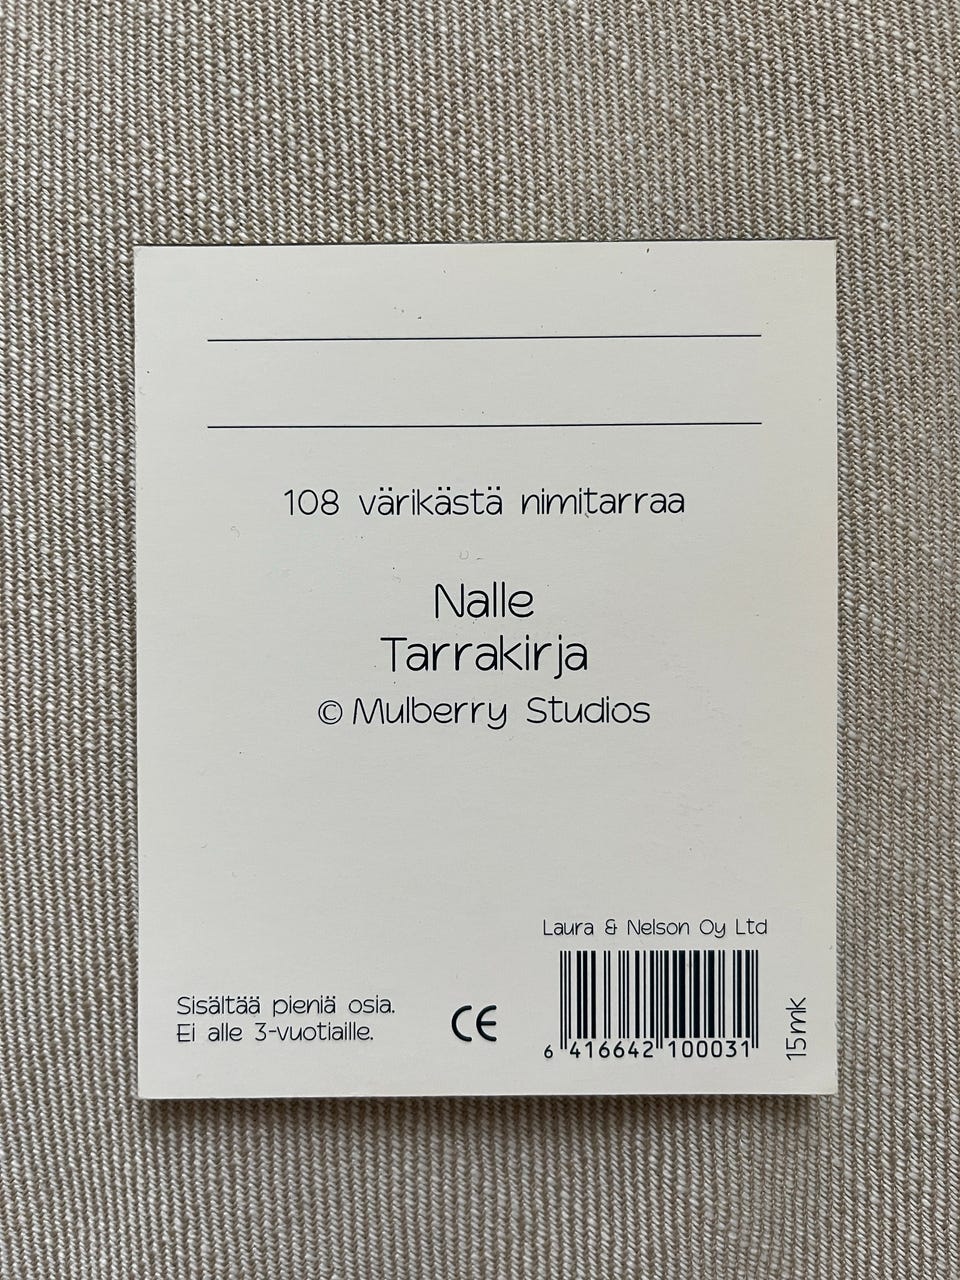 108 värikästä nimitarraa
Nalle
Tarrakirja
© Mulberry Studios
Laura & Nelson Oy Ltd
Sisältää pieniä osia.
Ei alle 3-vuotiaille.
CE
6 416642 100031
15mk